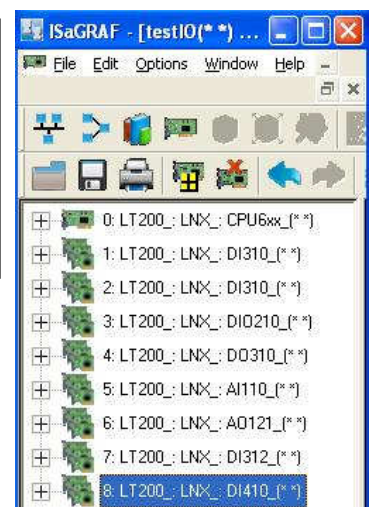 ISaGRAF - [testIO(* *) ...
File Edit Options Window Help
0: LT200_: LNX_: CPU6xx_(* *)
1: LT200_: LNX_: DI310_(* *)
2: LT200_: LNX_: DI310_(* *)
3: LT200_: LNX_: DIO210_(* *)
4: LT200_: LNX_: DO310_(* *)
5: LT200_: LNX_: AI110_(* *)
6: LT200_: LNX_: AO121_(* *)
7: LT200_: LNX_: DI312_(* *)
8: LT200_: LNX_: DI410_(* *)